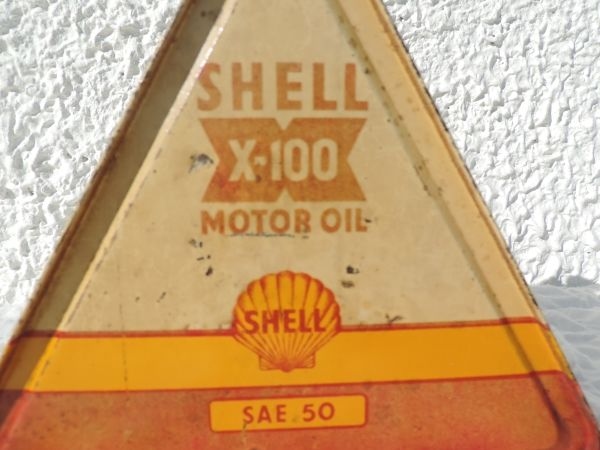 SHELL
X-100
MOTOR OIL
SHELL
SAE 50